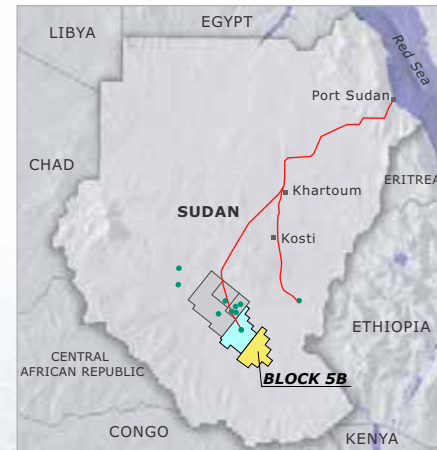 EGYPT
LIBYA
Red Sea
Port Sudan
CHAD
Khartoum
ERITREA
SUDAN
Kosti
ETHIOPIA
CENTRAL
AFRICAN REPUBLIC
BLOCK 5B
CONGO
KENYA